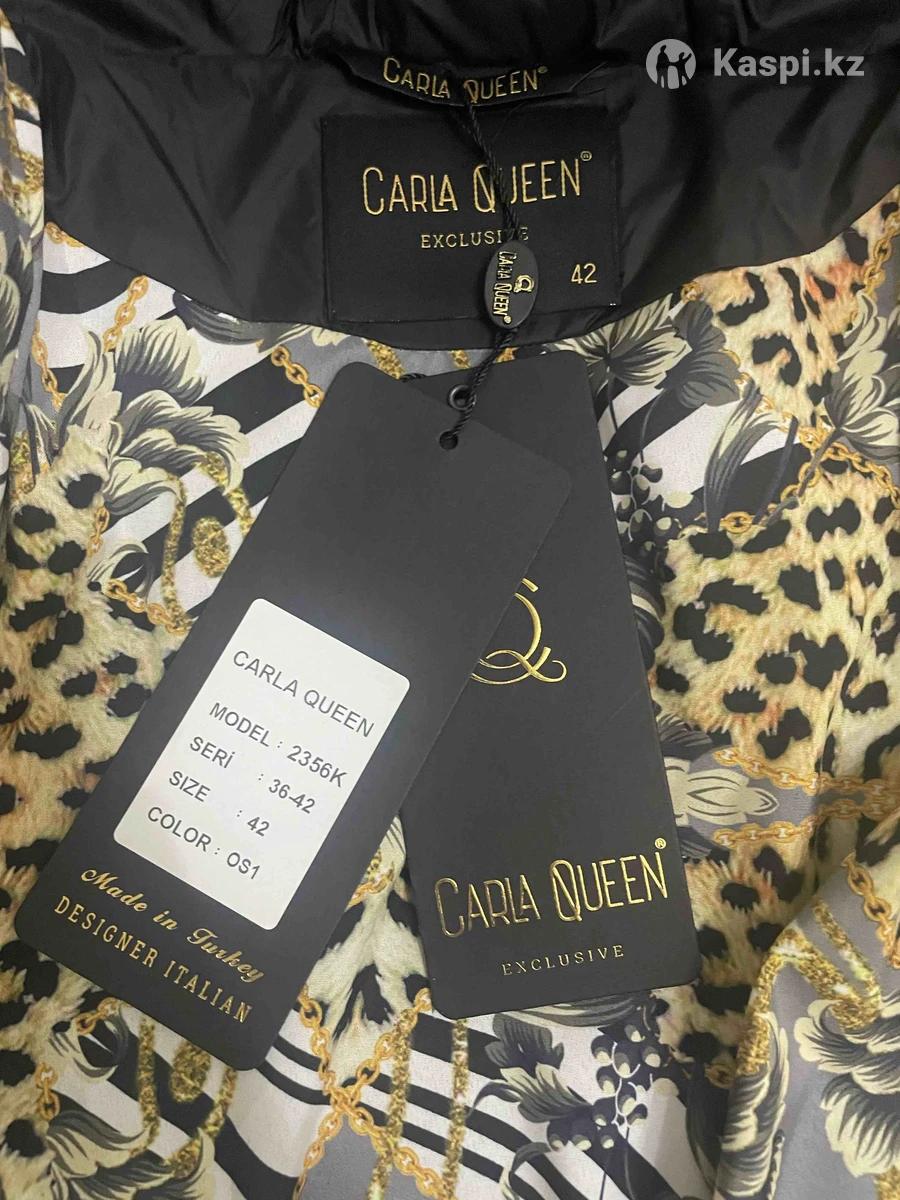 Kaspi.kz
CARLA QUEEN®
CARLA QUEEN®
EXCLUSIVE
42
CARLA QUEEN®
CARLA QUEEN
MODEL : 2356K
SERİ : 36-42
SIZE : 42
COLOR : OS1
Made in Turkey
DESIGNER ITALIAN
CARLA QUEEN®
EXCLUSIVE